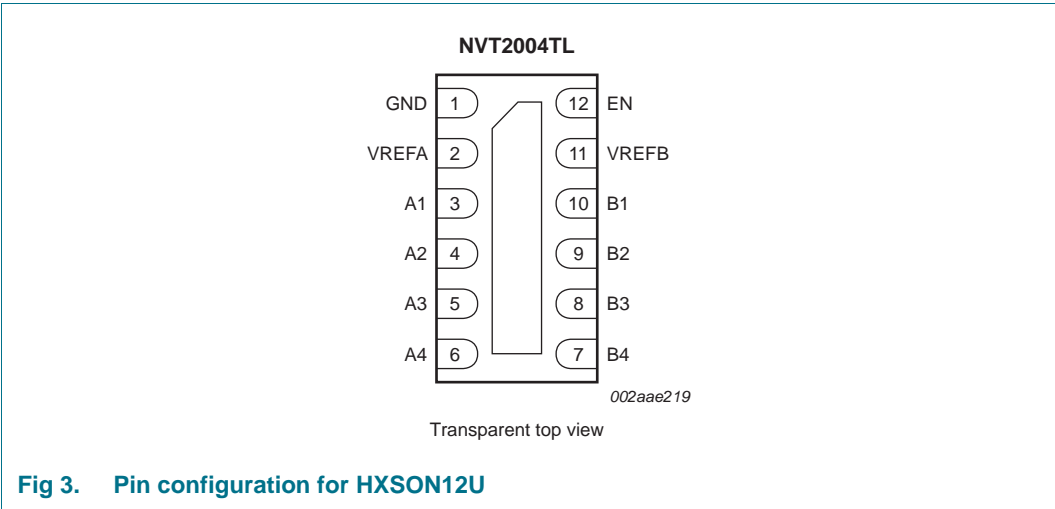 NVT2004TL
GND 1 12 EN
VREFA 2 11 VREFB
A1 3 10 B1
A2 4 9 B2
A3 5 8 B3
A4 6 7 B4
002aae219
Transparent top view
Fig 3. Pin configuration for HXSON12U